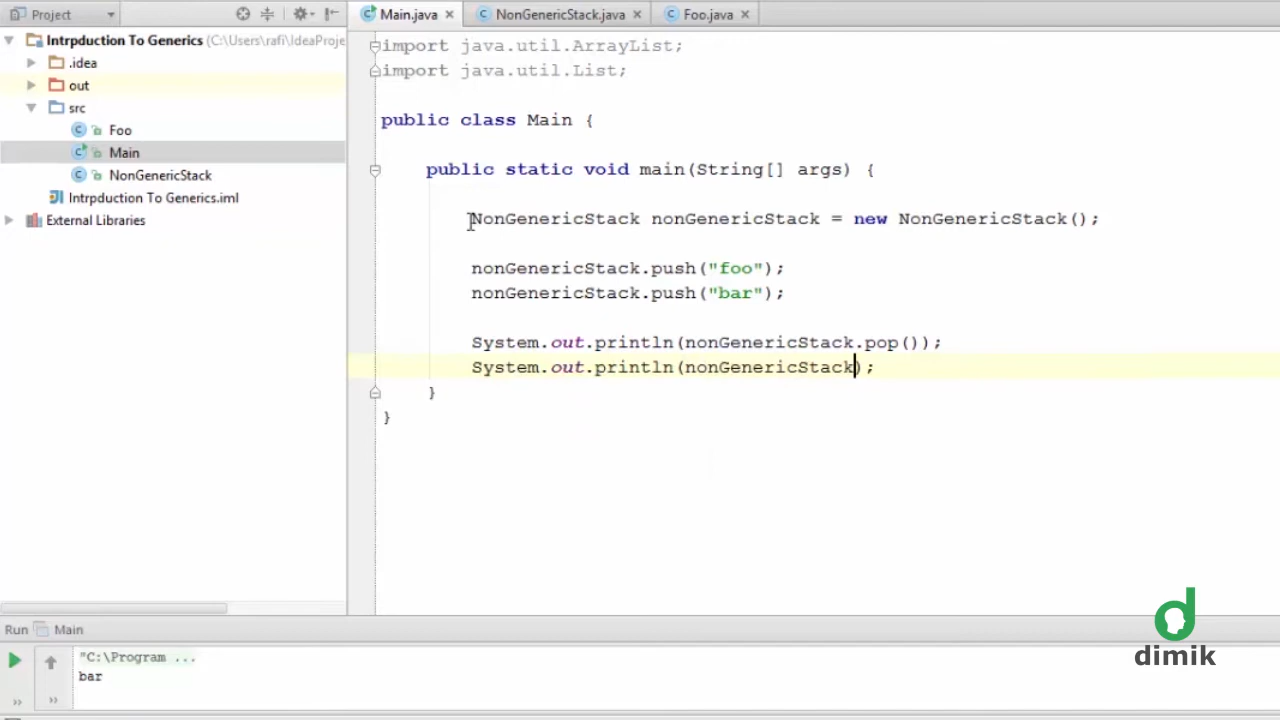 Project
Main.java
NonGenericStack.java
Foo.java
Intrpduction To Generics (C:\Users\rafi\IdeaProje
.idea
out
src
Foo
Main
NonGenericStack
Intrpduction To Generics.iml
External Libraries
import java.util.ArrayList;
import java.util.List;
public class Main {
public static void main(String[] args) {
NonGenericStack nonGenericStack = new NonGenericStack();
nonGenericStack.push("foo");
nonGenericStack.push("bar");
System.out.println(nonGenericStack.pop());
System.out.println(nonGenericStack);
}
}
Run Main
"C:\Program ...
bar
dimik